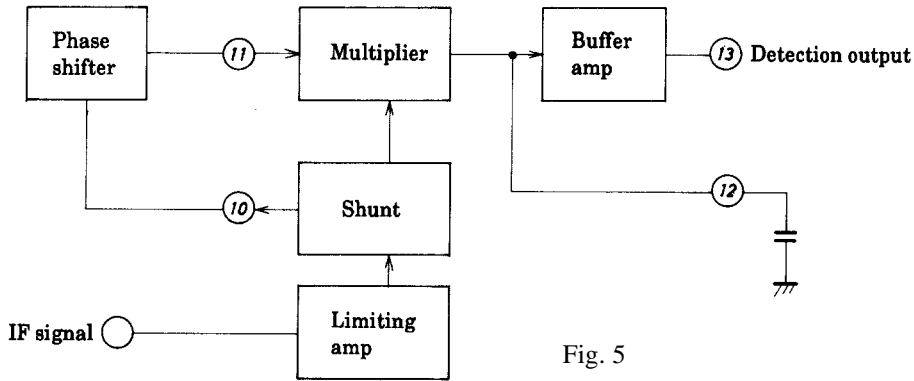 Phase
shifter
11
Multiplier
Buffer
amp
13 Detection output
10
Shunt
12
IF signal
Limiting
amp
Fig. 5